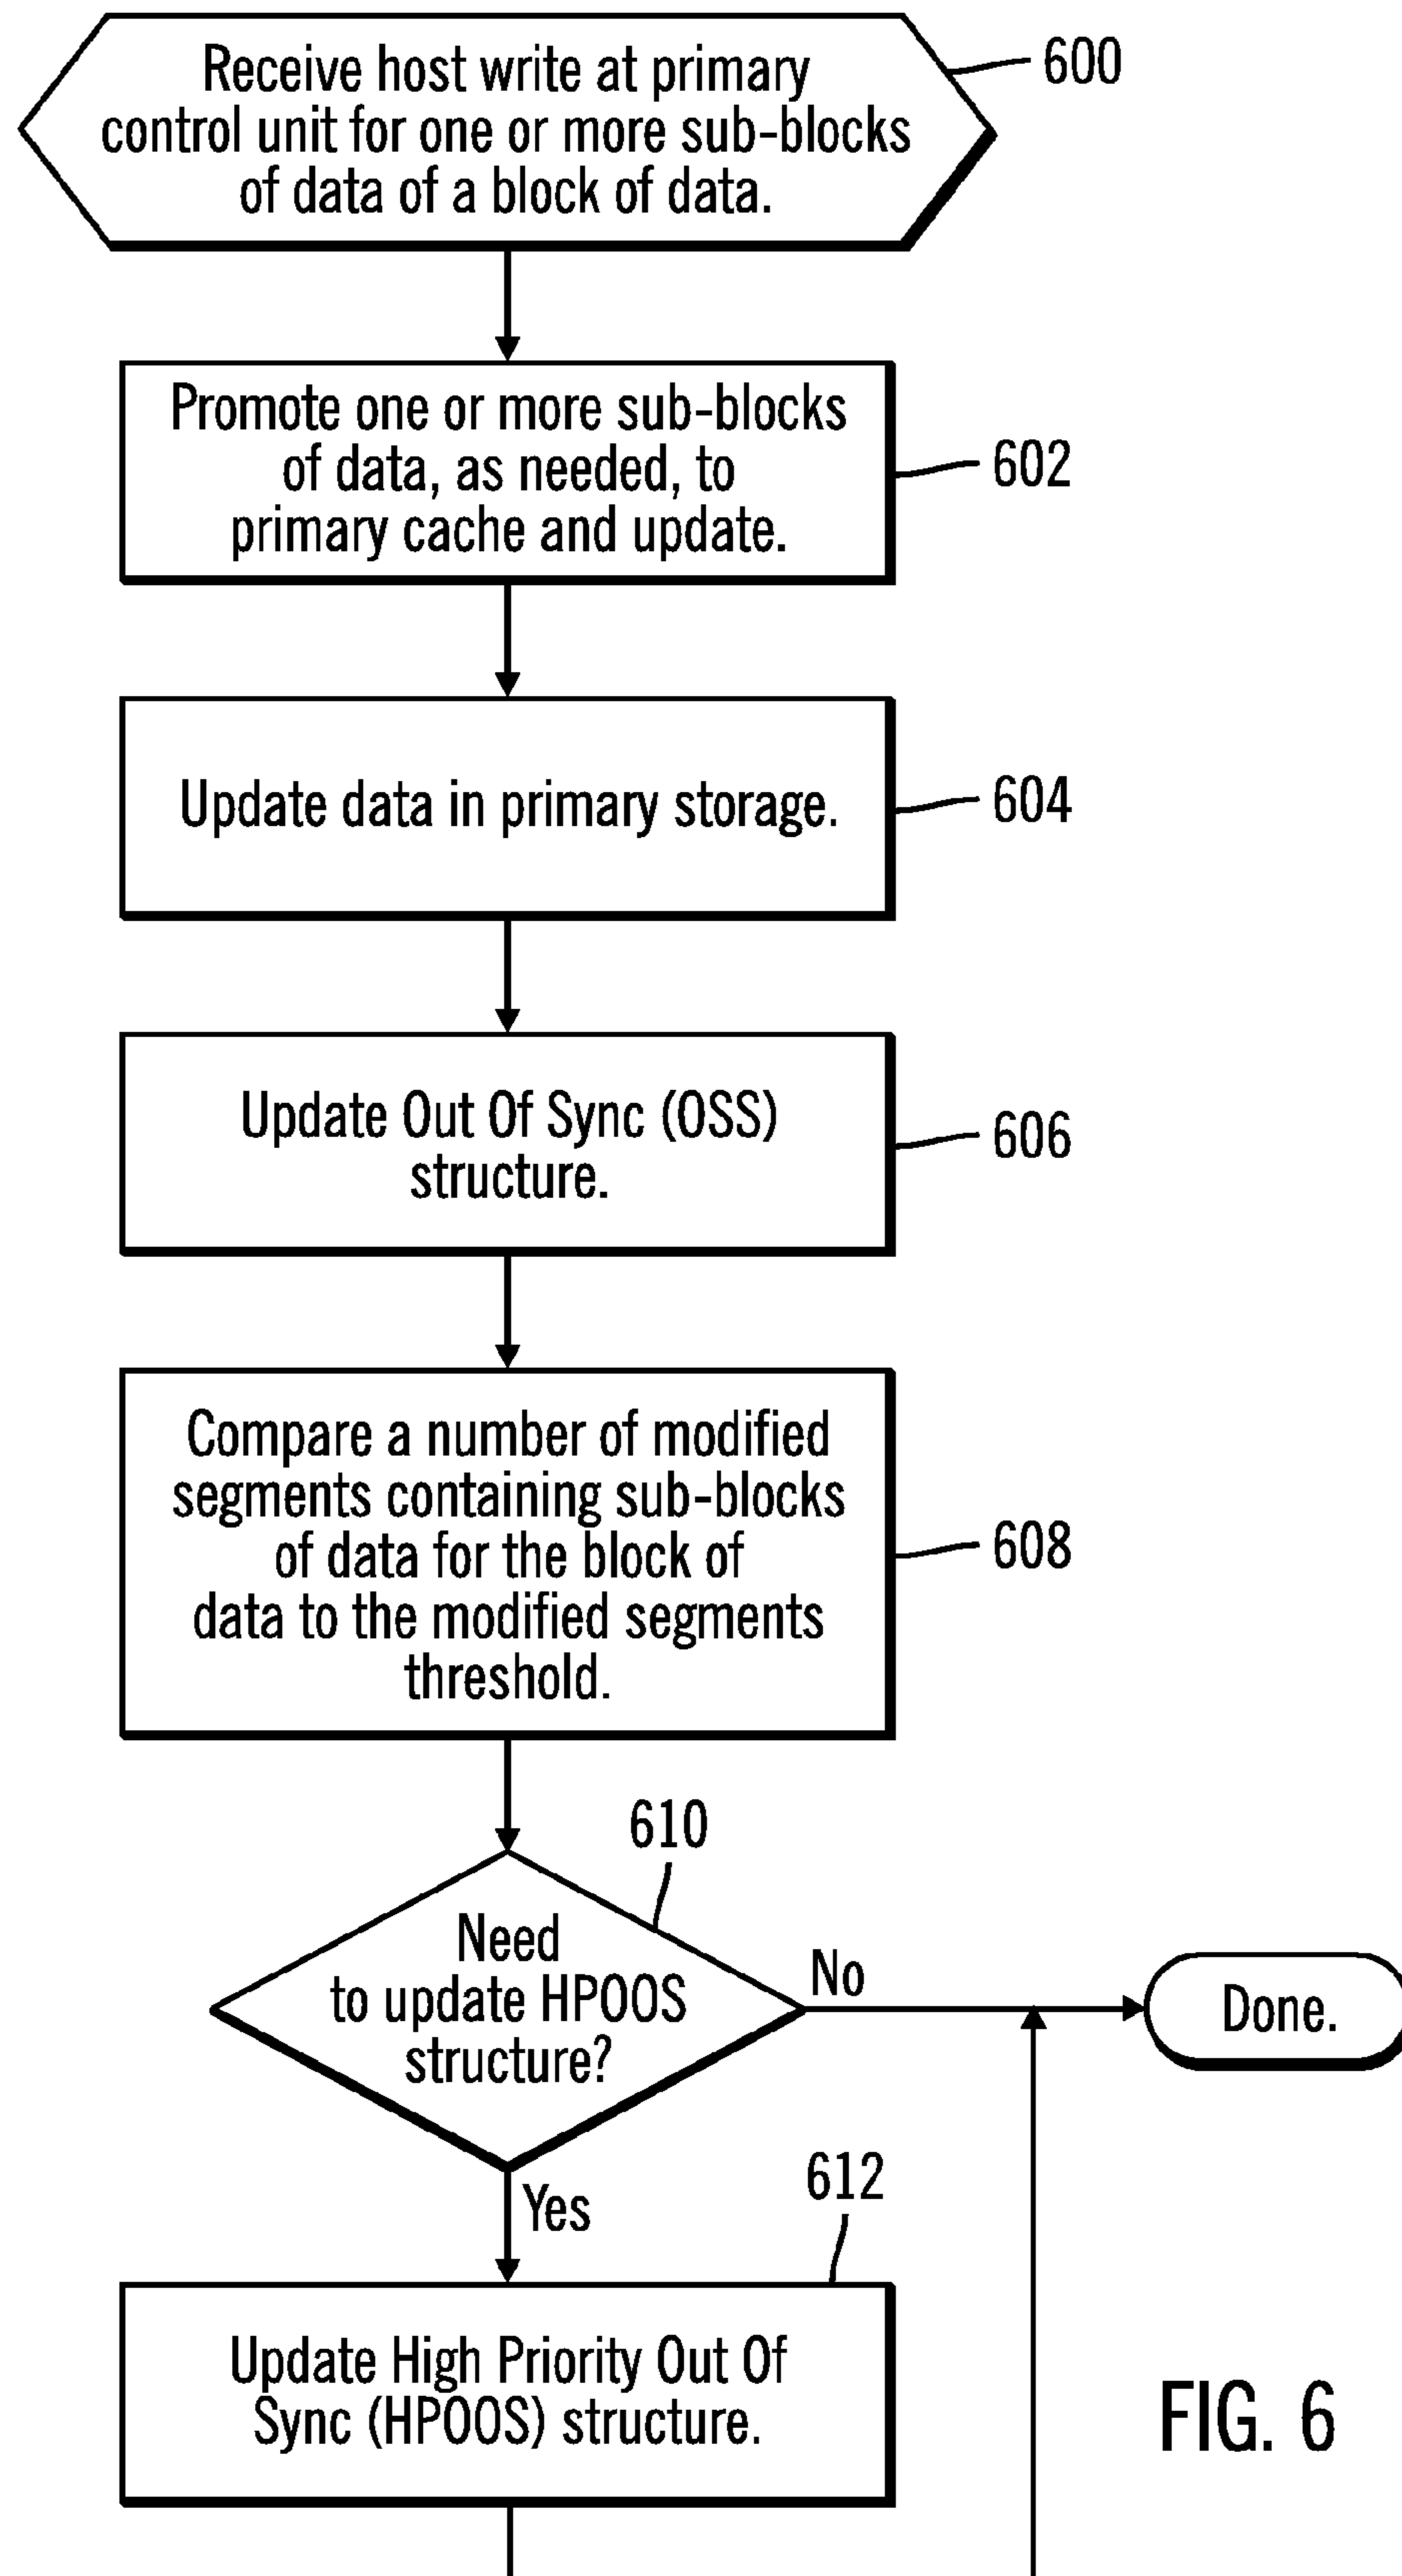 Receive host write at primary
control unit for one or more sub-blocks
of data of a block of data.
600
Promote one or more sub-blocks
of data, as needed, to
primary cache and update.
602
Update data in primary storage.
604
Update Out Of Sync (OSS)
structure.
606
Compare a number of modified
segments containing sub-blocks
of data for the block of
data to the modified segments
threshold.
608
610
Need
to update HPOOS
structure?
No
Done.
Yes
612
Update High Priority Out Of
Sync (HPOOS) structure.
FIG. 6